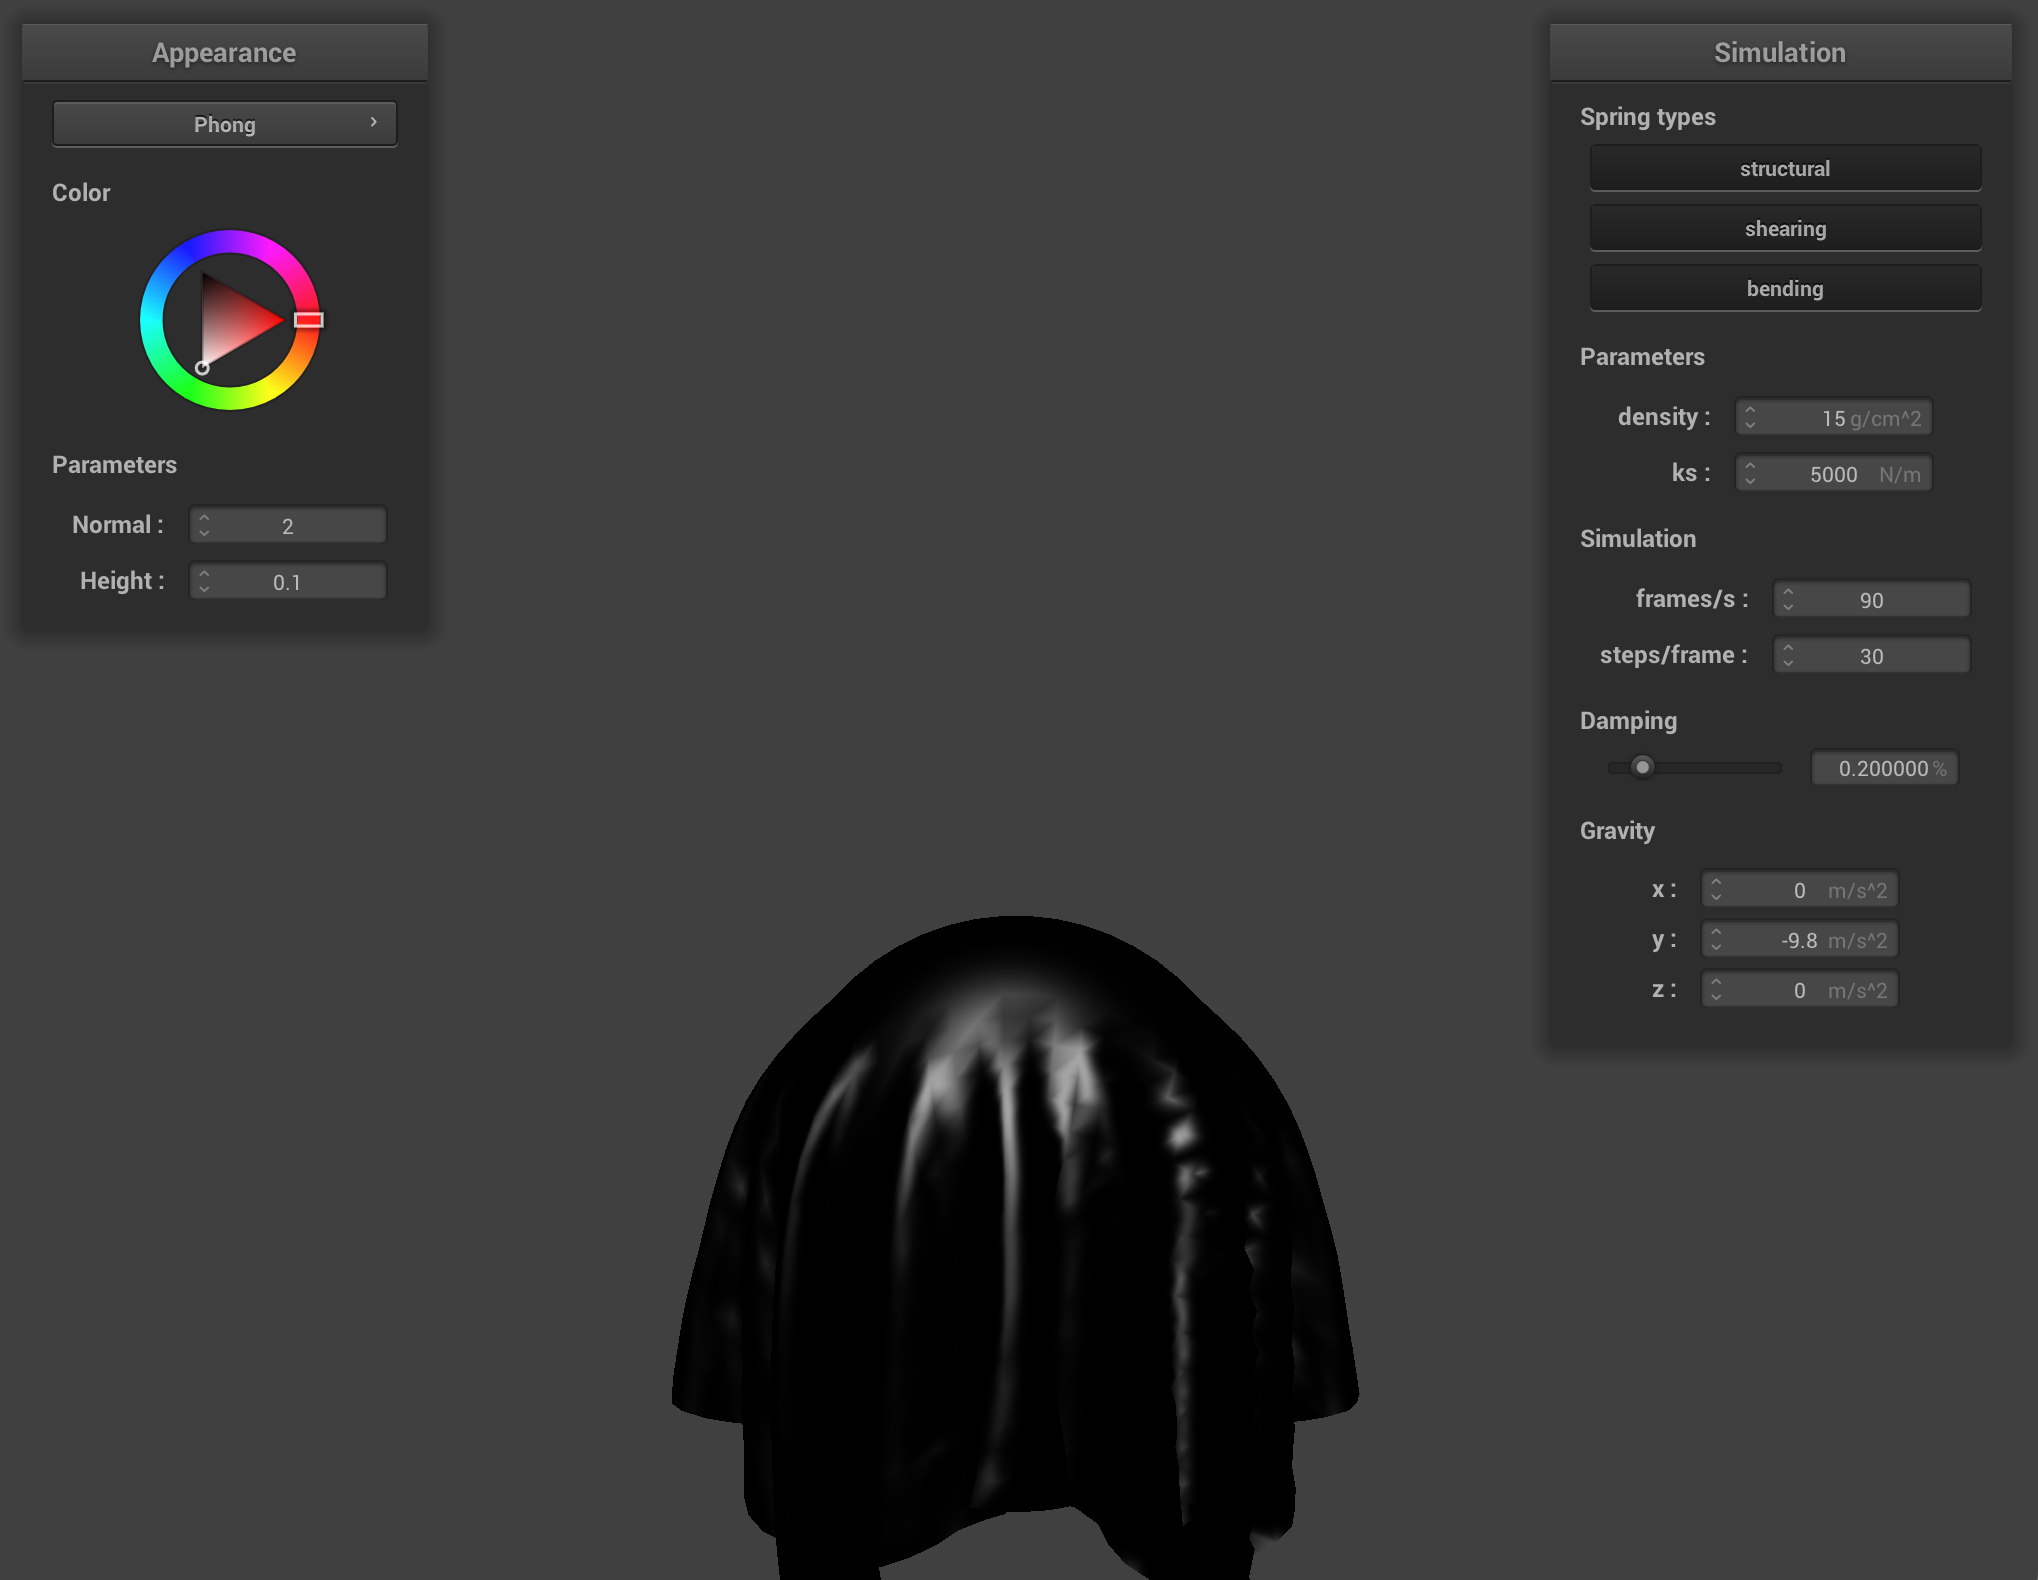 Appearance
Phong
Color
Parameters
Normal : 2
Height : 0.1
Simulation
Spring types
structural
shearing
bending
Parameters
density : 15 g/cm^2
ks : 5000 N/m
Simulation
frames/s : 90
steps/frame : 30
Damping
0.200000 %
Gravity
x : 0 m/s^2
y : -9.8 m/s^2
z : 0 m/s^2